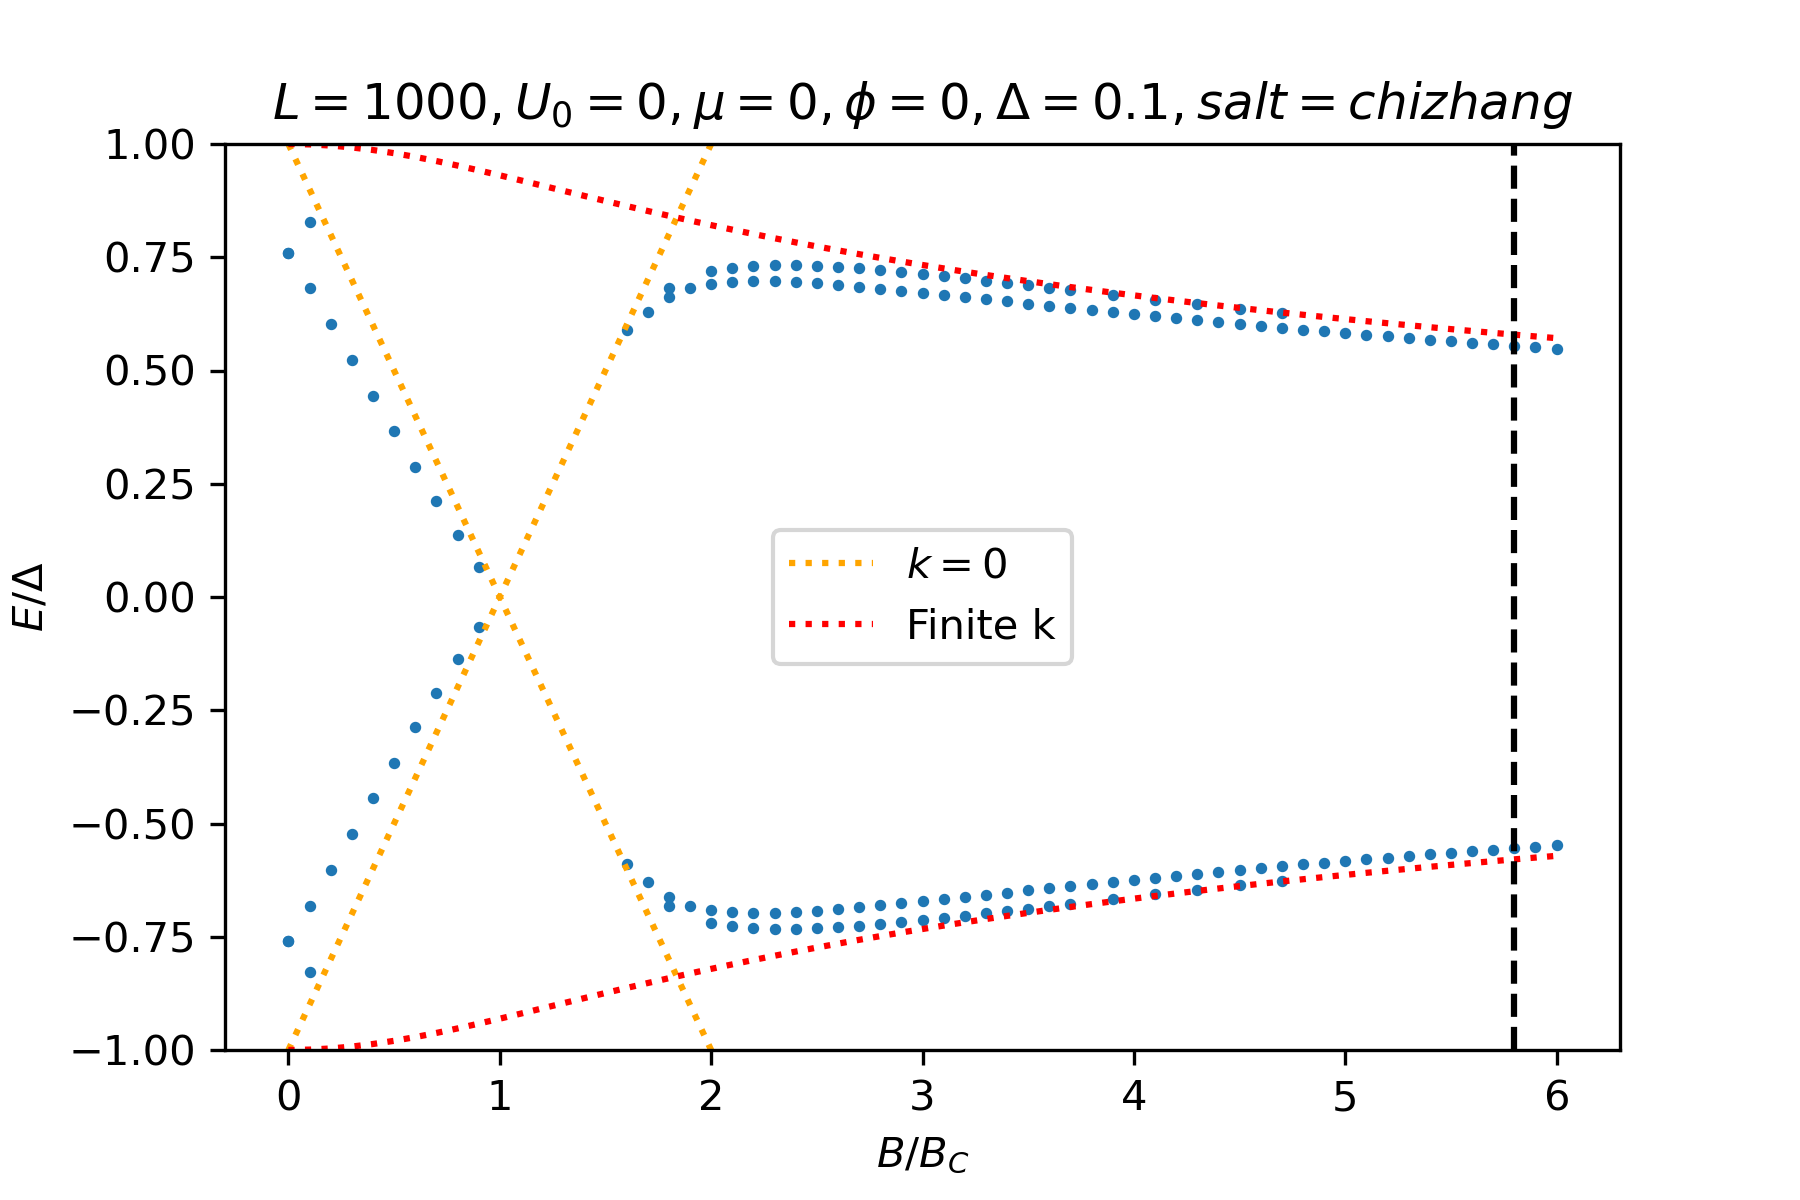 L = 1000, U₀ = 0, μ = 0, ϕ = 0, Δ = 0.1, salt = chizhang
1.00
0.75
0.50
0.25
0.00
−0.25
−0.50
−0.75
−1.00
E/Δ
k = 0
Finite k
0 1 2 3 4 5 6
B/B_C